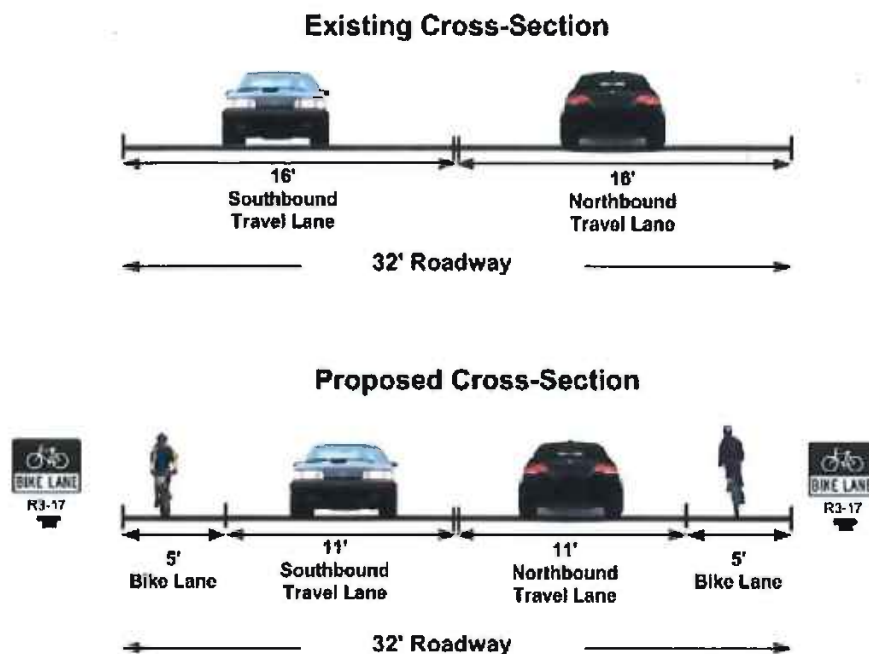 Existing Cross-Section
16' 16'
Southbound Northbound
Travel Lane Travel Lane
32' Roadway
Proposed Cross-Section
BIKE LANE BIKE LANE
R3-17 R3-17
5' 11' 11' 5'
Bike Lane Southbound Northbound Bike Lane
Travel Lane Travel Lane
32' Roadway